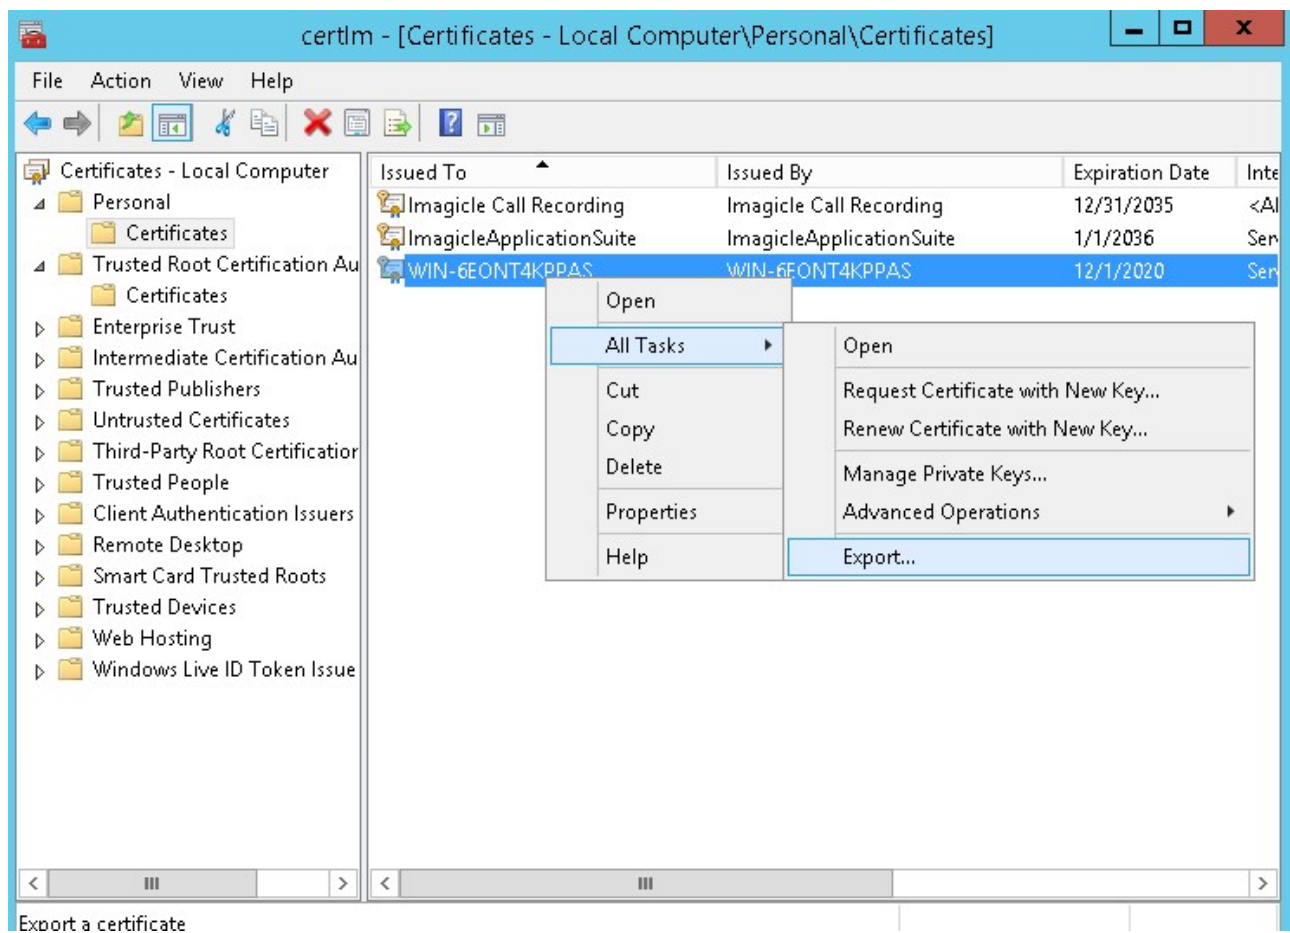 certlm - [Certificates - Local Computer\Personal\Certificates]
File Action View Help
Certificates - Local Computer
Personal
Certificates
Trusted Root Certification Au
Certificates
Enterprise Trust
Intermediate Certification Au
Trusted Publishers
Untrusted Certificates
Third-Party Root Certification
Trusted People
Client Authentication Issuers
Remote Desktop
Smart Card Trusted Roots
Trusted Devices
Web Hosting
Windows Live ID Token Issue
Issued To Issued By Expiration Date Inte
Imagicle Call Recording Imagicle Call Recording 12/31/2035 <Al
ImagicleApplicationSuite ImagicleApplicationSuite 1/1/2036 Ser
WIN-6EONT4KPPAS WIN-6EONT4KPPAS 12/1/2020 Ser
Open
All Tasks
Cut
Copy
Delete
Properties
Help
Open
Request Certificate with New Key...
Renew Certificate with New Key...
Manage Private Keys...
Advanced Operations
Export...
Export a certificate